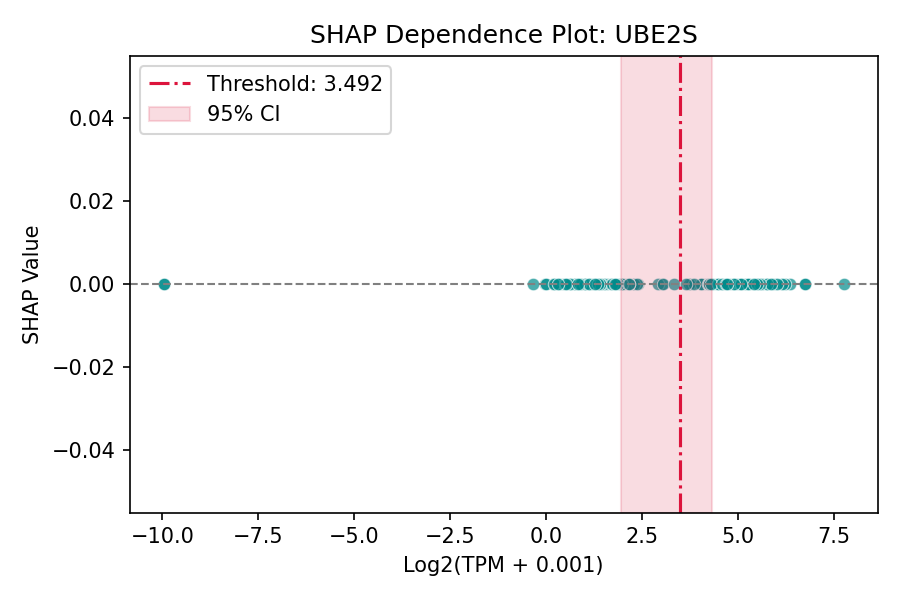 SHAP Dependence Plot: UBE2S
Threshold: 3.492
95% CI
SHAP Value
0.04
0.02
0.00
−0.02
−0.04
−10.0
−7.5
−5.0
−2.5
0.0
2.5
5.0
7.5
Log2(TPM + 0.001)